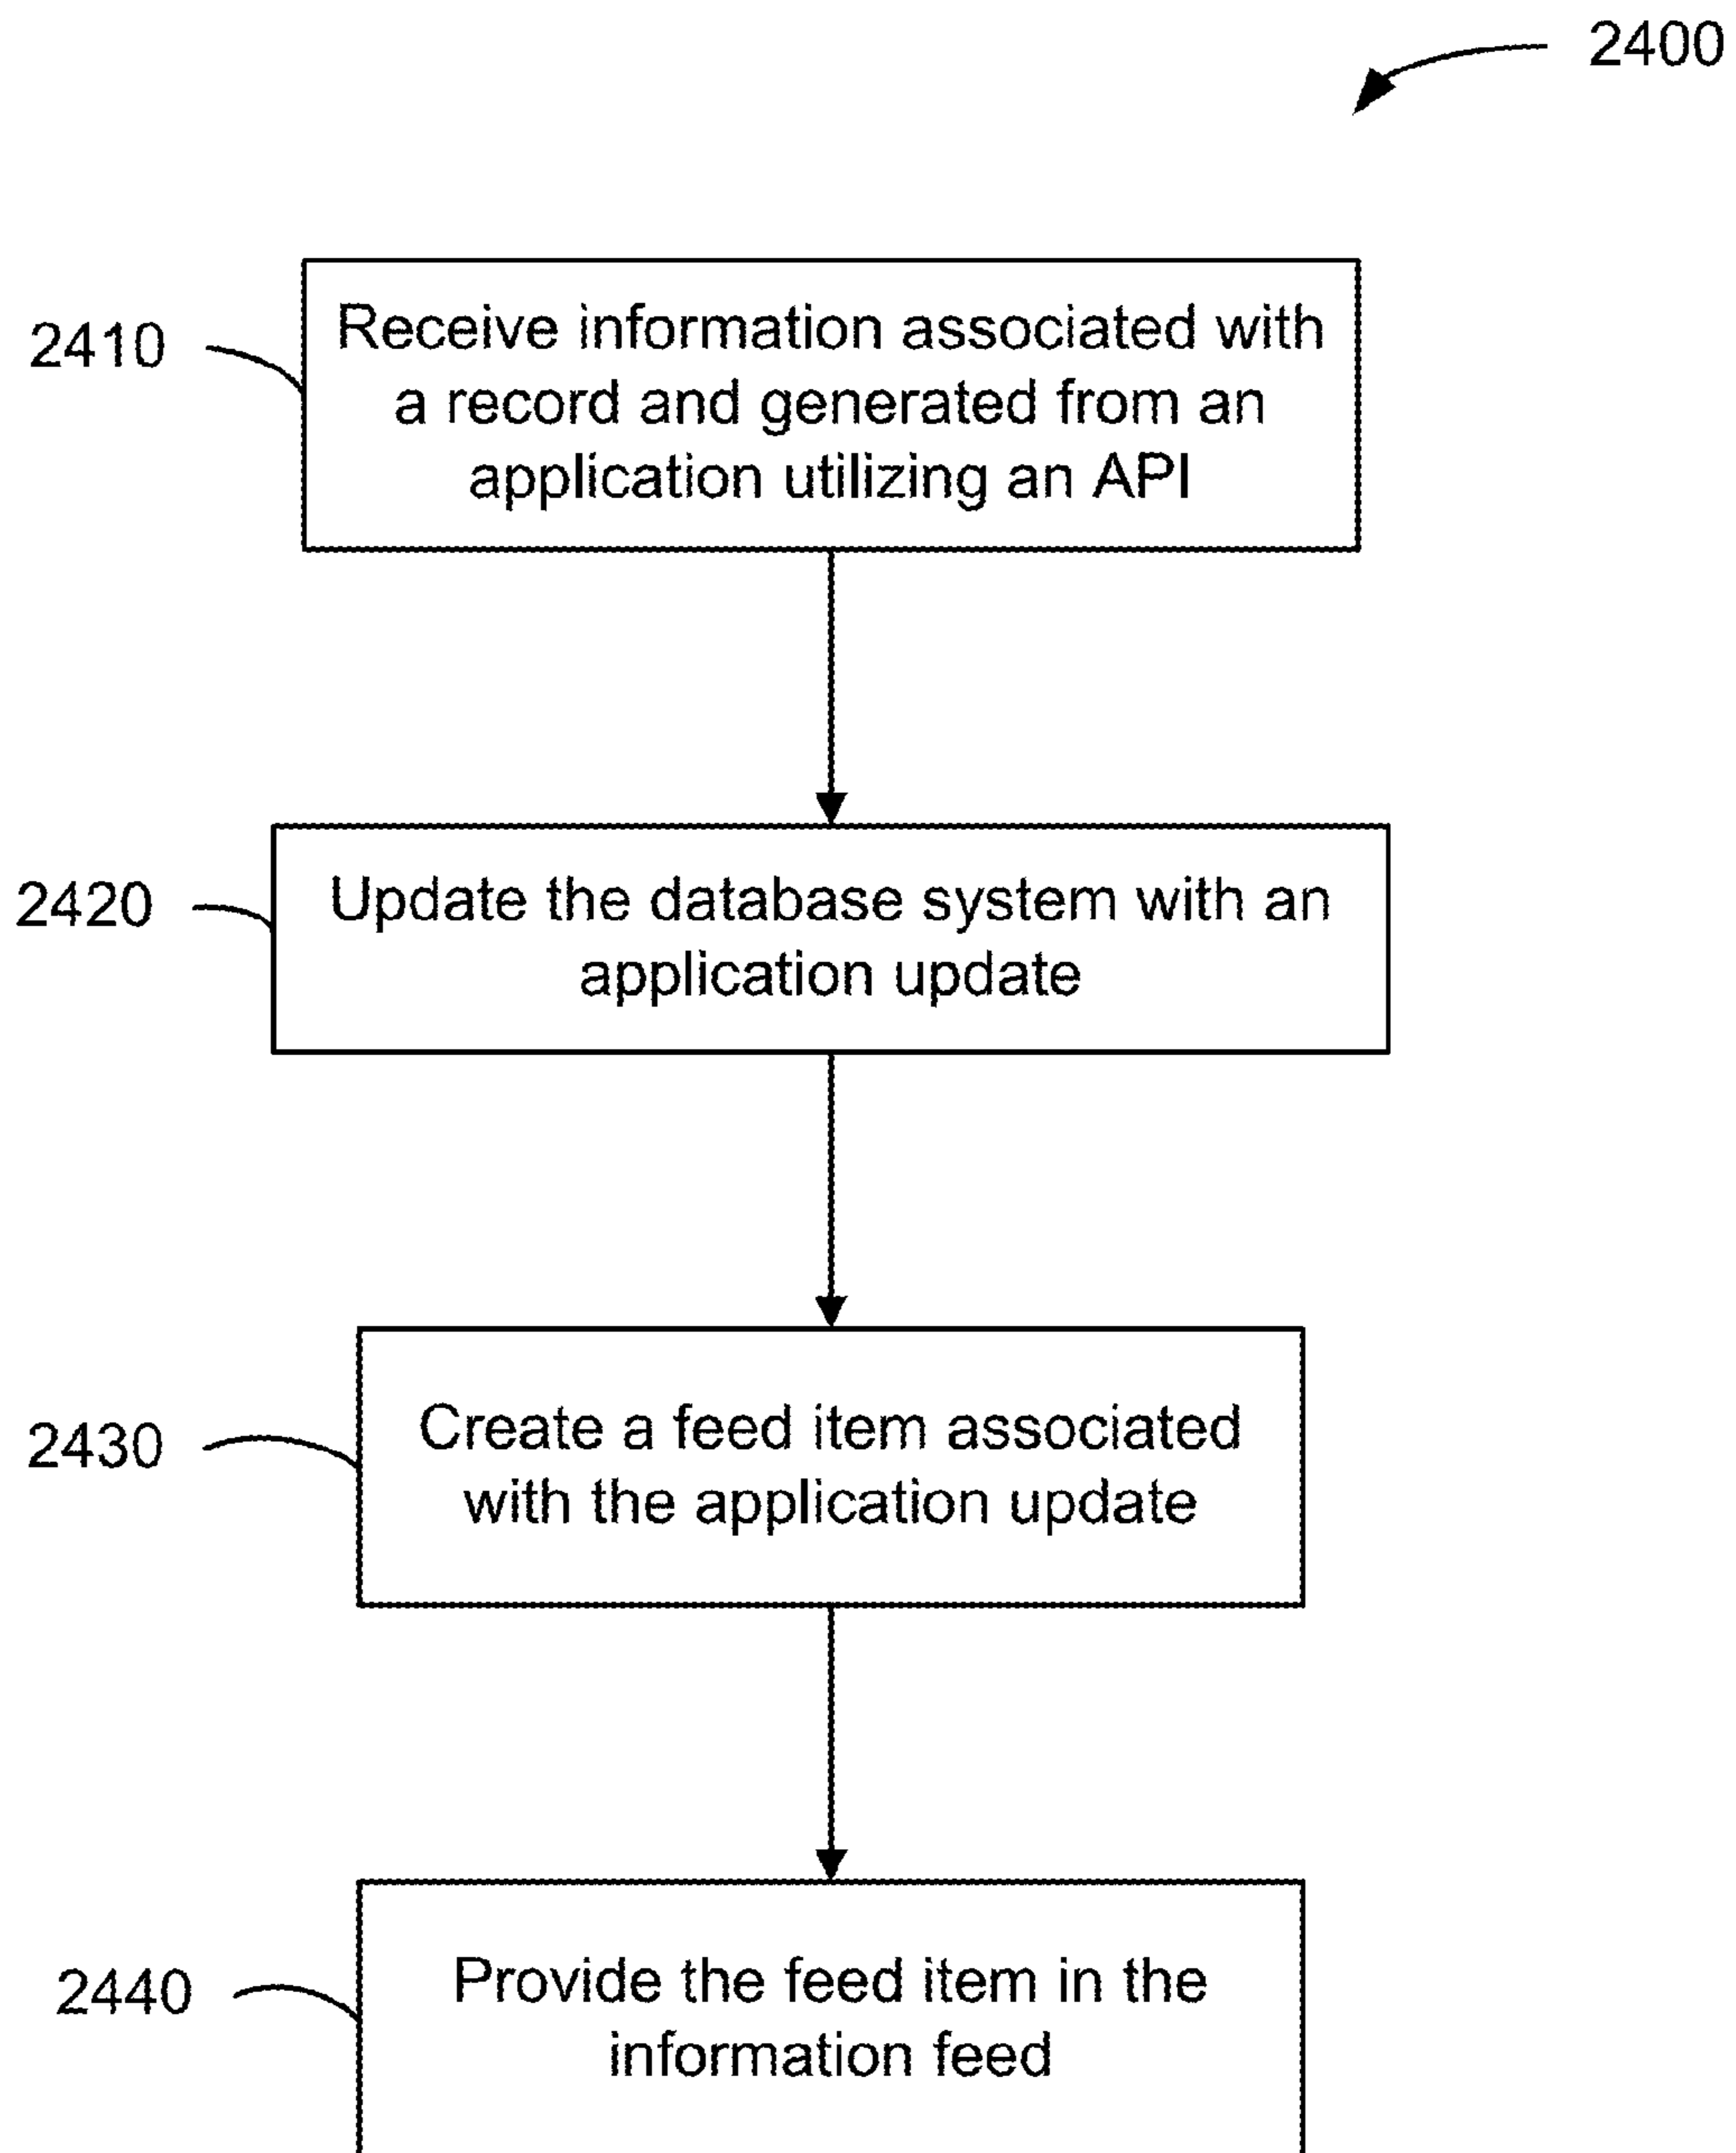 2400
2410
Receive information associated with
a record and generated from an
application utilizing an API
2420
Update the database system with an
application update
2430
Create a feed item associated
with the application update
2440
Provide the feed item in the
information feed